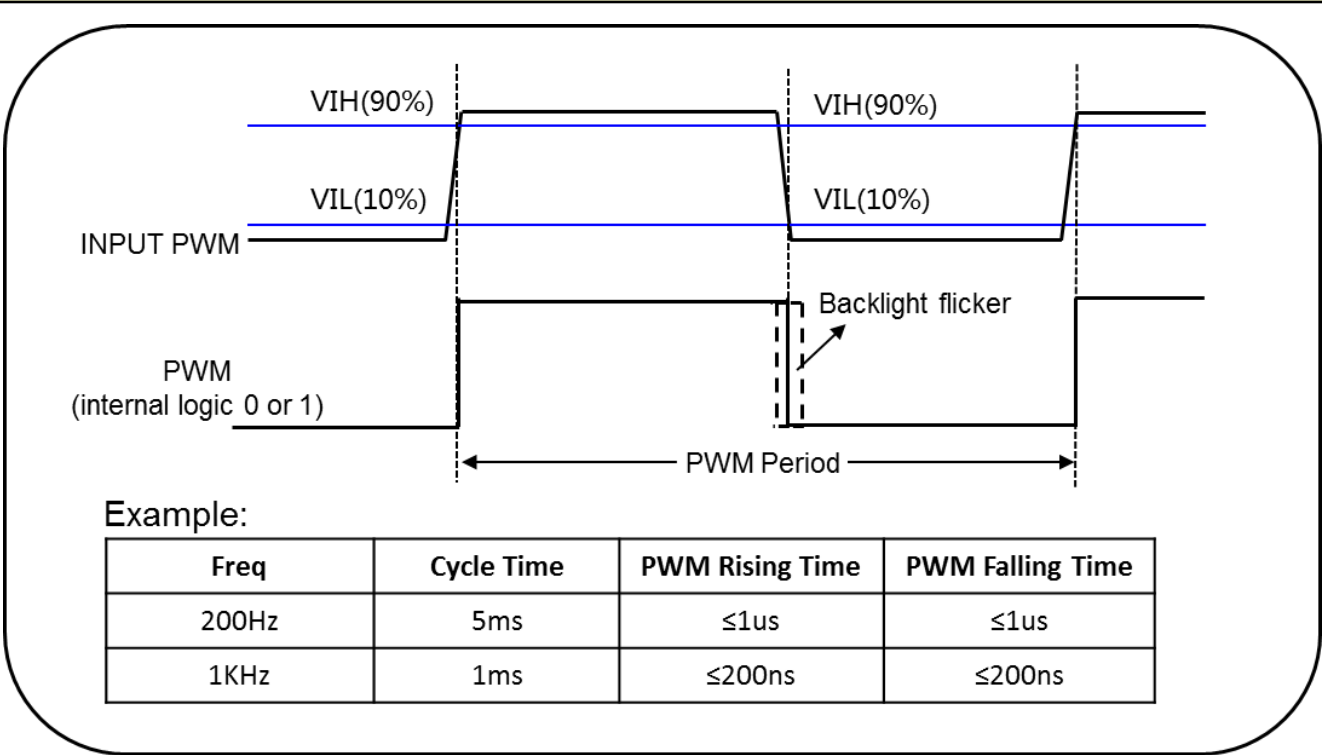 VIH(90%)
VIH(90%)
VIL(10%)
VIL(10%)
INPUT PWM
Backlight flicker
PWM
(internal logic 0 or 1)
PWM Period
Example:
Freq Cycle Time PWM Rising Time PWM Falling Time
200Hz 5ms ≤1us ≤1us
1KHz 1ms ≤200ns ≤200ns